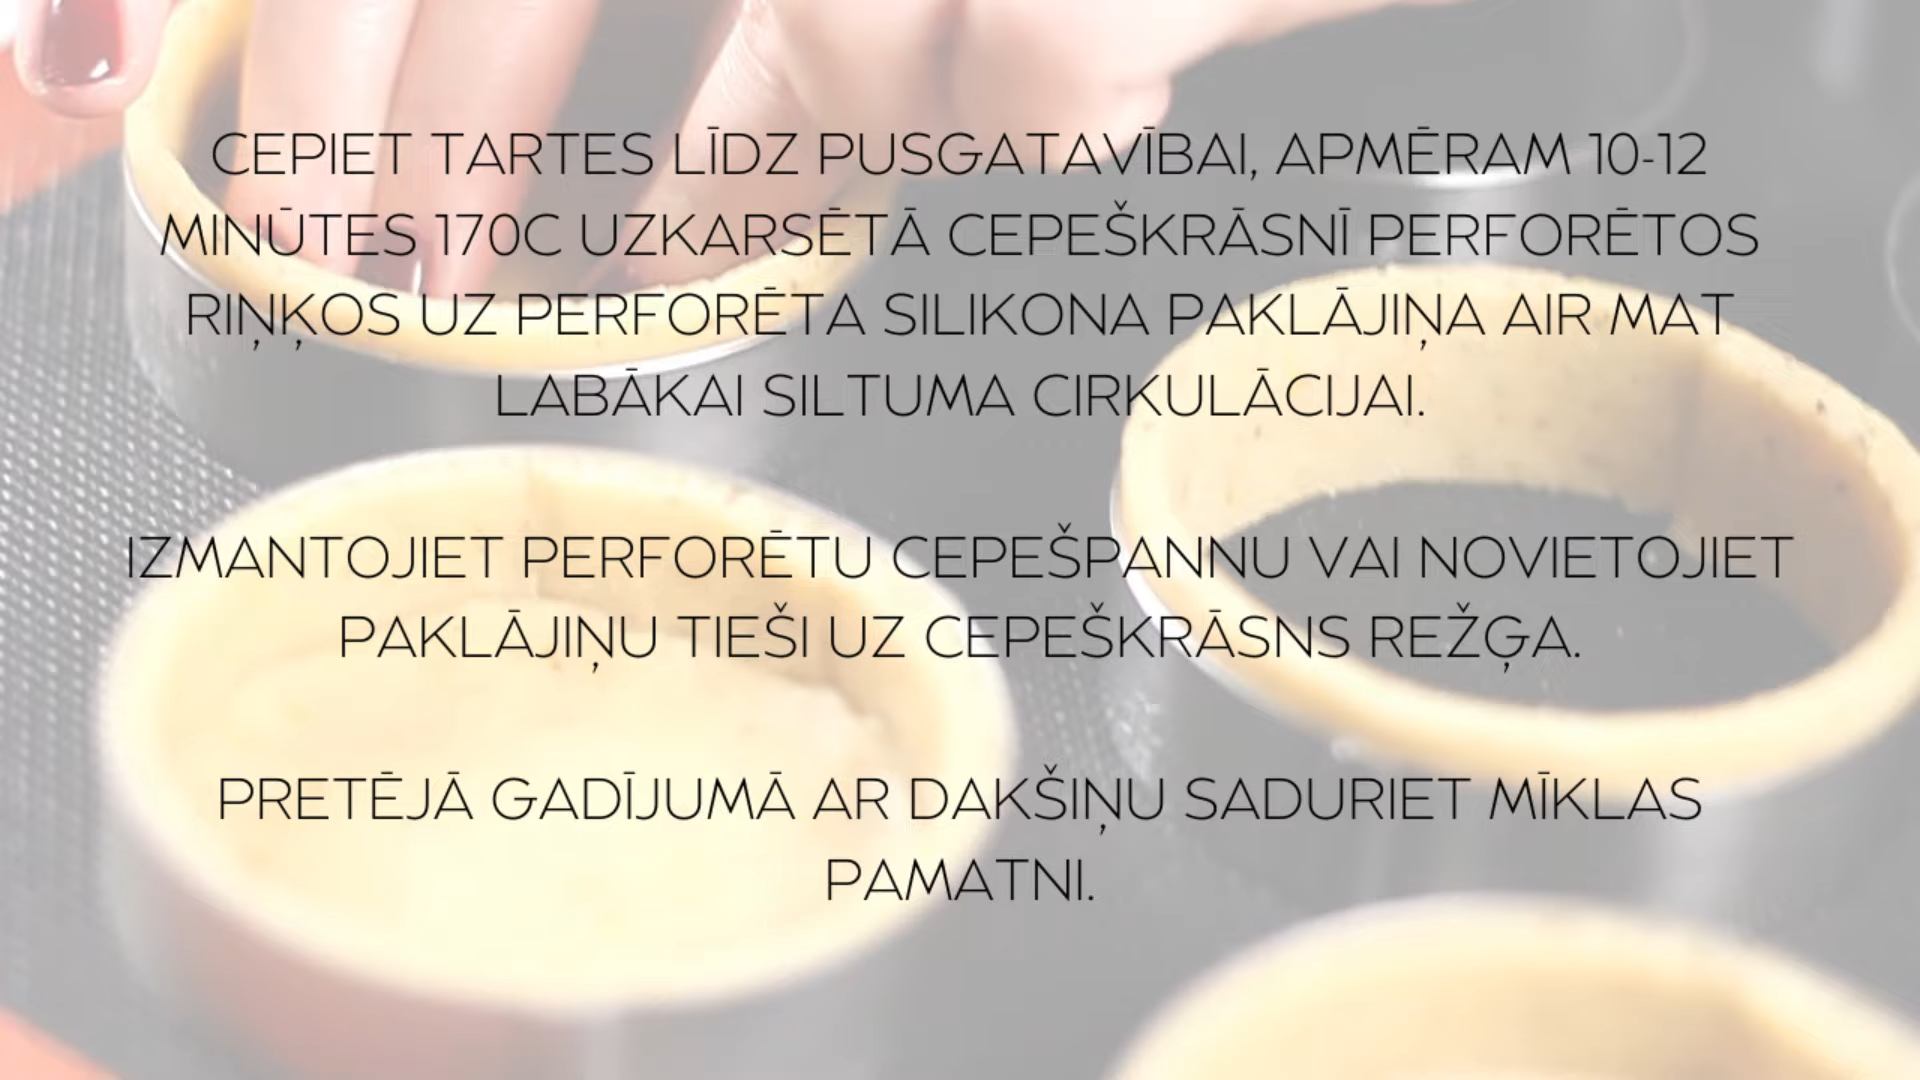 CEPIET TARTES LĪDZ PUSGATAVĪBAI, APMĒRAM 10-12
MINŪTES 170C UZKARSĒTĀ CEPEŠKRĀSNĪ PERFORĒTOS
RIŅĶOS UZ PERFORĒTA SILIKONA PAKLĀJIŅA AIR MAT
LABĀKAI SILTUMA CIRKULĀCIJAI.
IZMANTOJIET PERFORĒTU CEPEŠPANNU VAI NOVIETOJIET
PAKLĀJIŅU TIEŠI UZ CEPEŠKRĀSNS REŽĢA.
PRETĒJĀ GADĪJUMĀ AR DAKŠIŅU SADURIET MĪKLAS
PAMATNI.